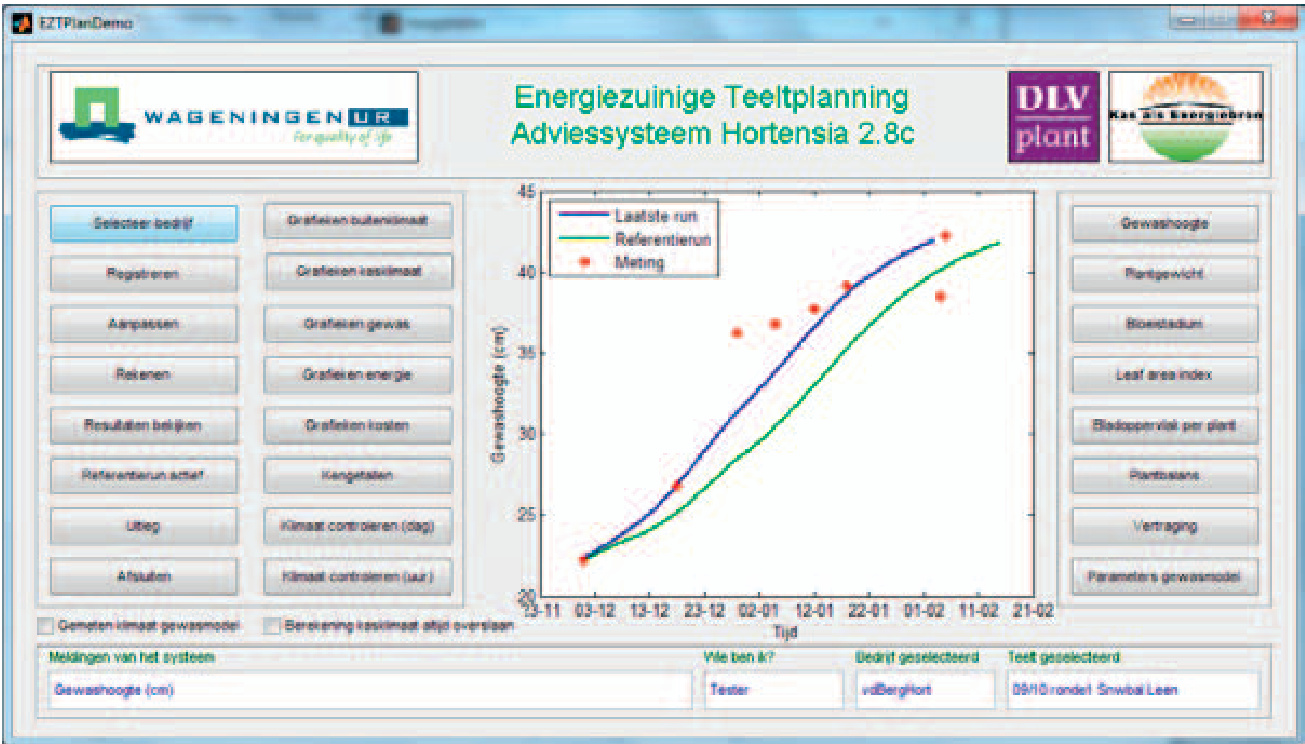 EZTPlanDemo
WAGENINGEN UR
For quality of life
Energiezuinige Teeltplanning
Adviessysteem Hortensia 2.8c
DLV
plant
Kas als Energiebron
Selecteer bedrijf
Registreren
Aanpassen
Rekenen
Resultaten bekijken
Referentierun actief
Uitleg
Afsluiten
Grafieken buitenklimaat
Grafieken kasklimaat
Grafieken gewas
Grafieken energie
Grafieken kosten
Kengetallen
Klimaat controleren (dag)
Klimaat controleren (uur)
Gewashoogte (cm)
45
40
35
30
25
20
Laatste run
Referentierun
Meting
23-11
03-12
13-12
23-12
02-01
12-01
22-01
01-02
11-02
21-02
Tijd
Gewashoogte
Plantgewicht
Bloeistadium
Leaf area index
Bladoppervlak per plant
Plantbalans
Vertraging
Parameters gewasmodel
Gemeten klimaat gewasmodel
Berekening kasklimaat altijd overslaan
Meldingen van het systeem
Wie ben ik?
Bedrijf geselecteerd
Teelt geselecteerd
Gewashoogte (cm)
Tester
vdBergHort
09/10 ronde1 Snwbal Leen